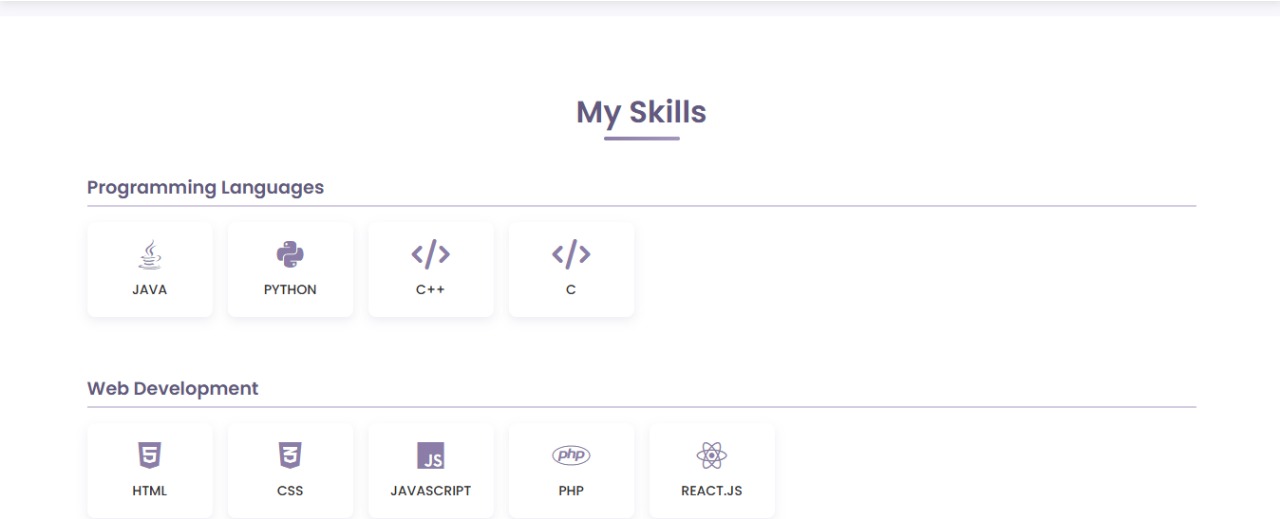 My Skills
Programming Languages
JAVA PYTHON C++ C
Web Development
5 3 JS php
HTML CSS JAVASCRIPT PHP REACT.JS